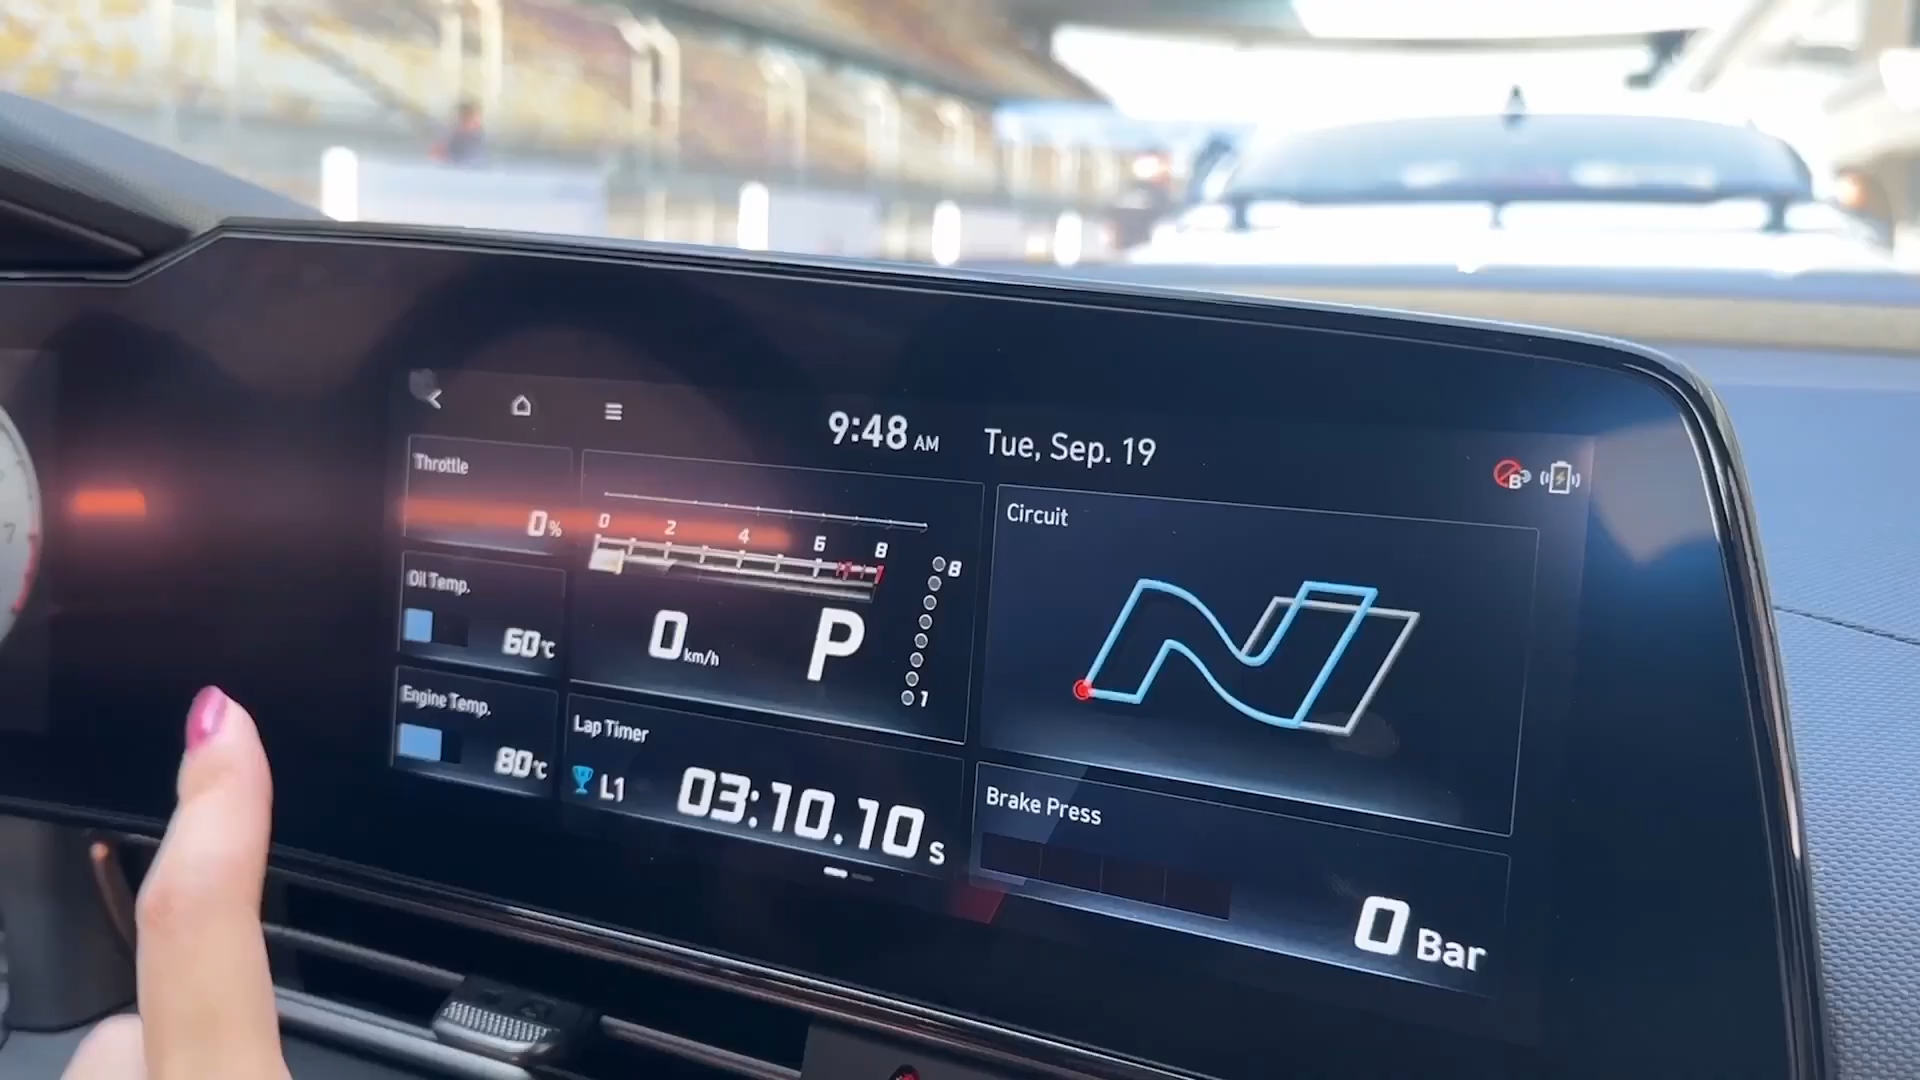 9:48 AM
Tue, Sep. 19
B
Throttle
0%
Oil Temp.
60℃
Engine Temp.
80℃
0 2 4 6 8
8
1
0 km/h
P
Lap Timer
L1
03:10.10 s
Circuit
N
Brake Press
0 Bar
7